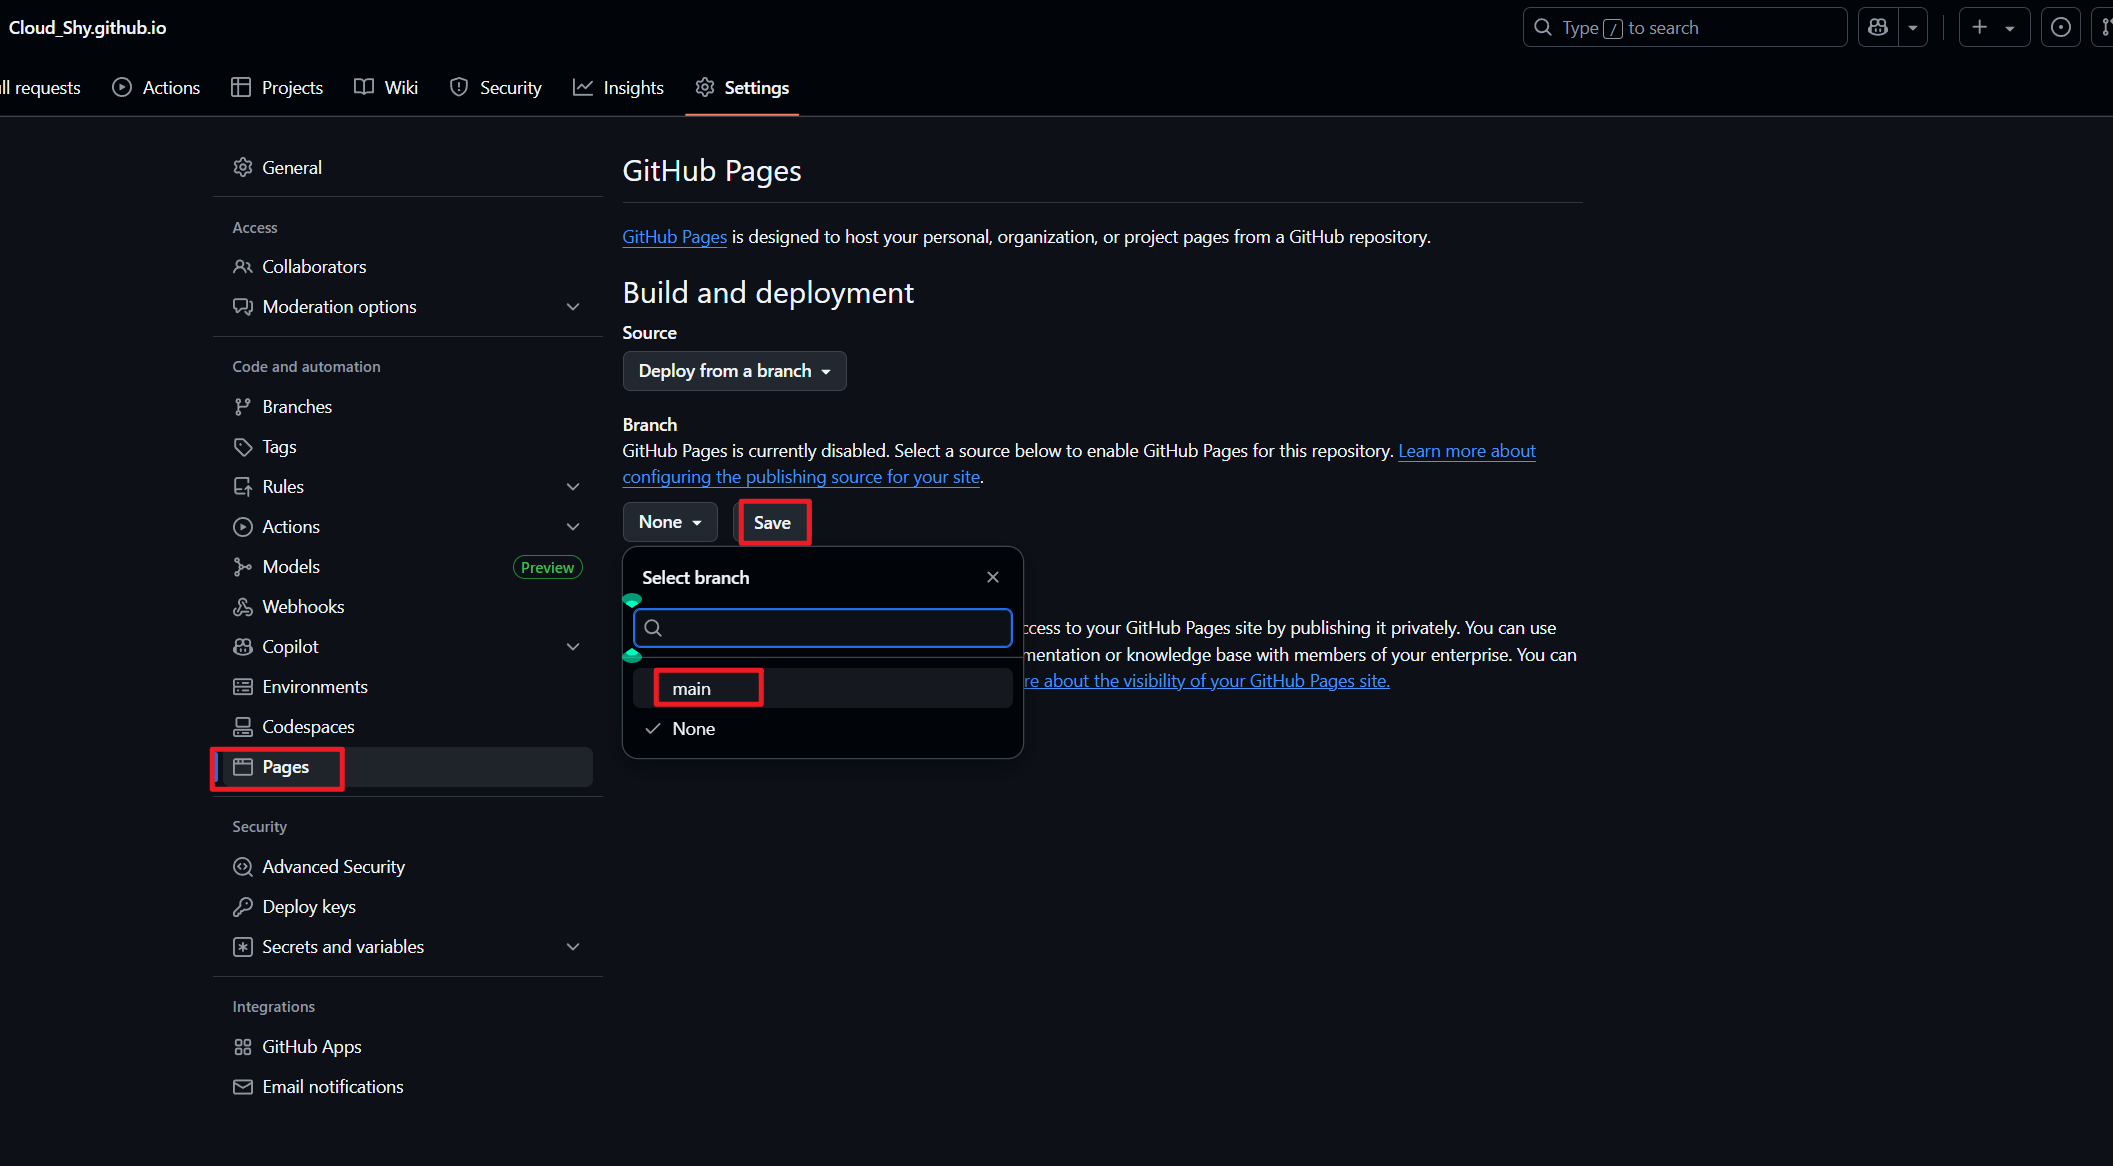 Cloud_Shy.github.io
Type / to search
ll requests
Actions
Projects
Wiki
Security
Insights
Settings
General
Access
Collaborators
Moderation options
Code and automation
Branches
Tags
Rules
Actions
Models
Preview
Webhooks
Copilot
Environments
Codespaces
Pages
Security
Advanced Security
Deploy keys
Secrets and variables
Integrations
GitHub Apps
Email notifications
GitHub Pages
GitHub Pages is designed to host your personal, organization, or project pages from a GitHub repository.
Build and deployment
Source
Deploy from a branch
Branch
GitHub Pages is currently disabled. Select a source below to enable GitHub Pages for this repository. Learn more about
configuring the publishing source for your site.
None
Save
Select branch
main
None
ccess to your GitHub Pages site by publishing it privately. You can use
mentation or knowledge base with members of your enterprise. You can
re about the visibility of your GitHub Pages site.